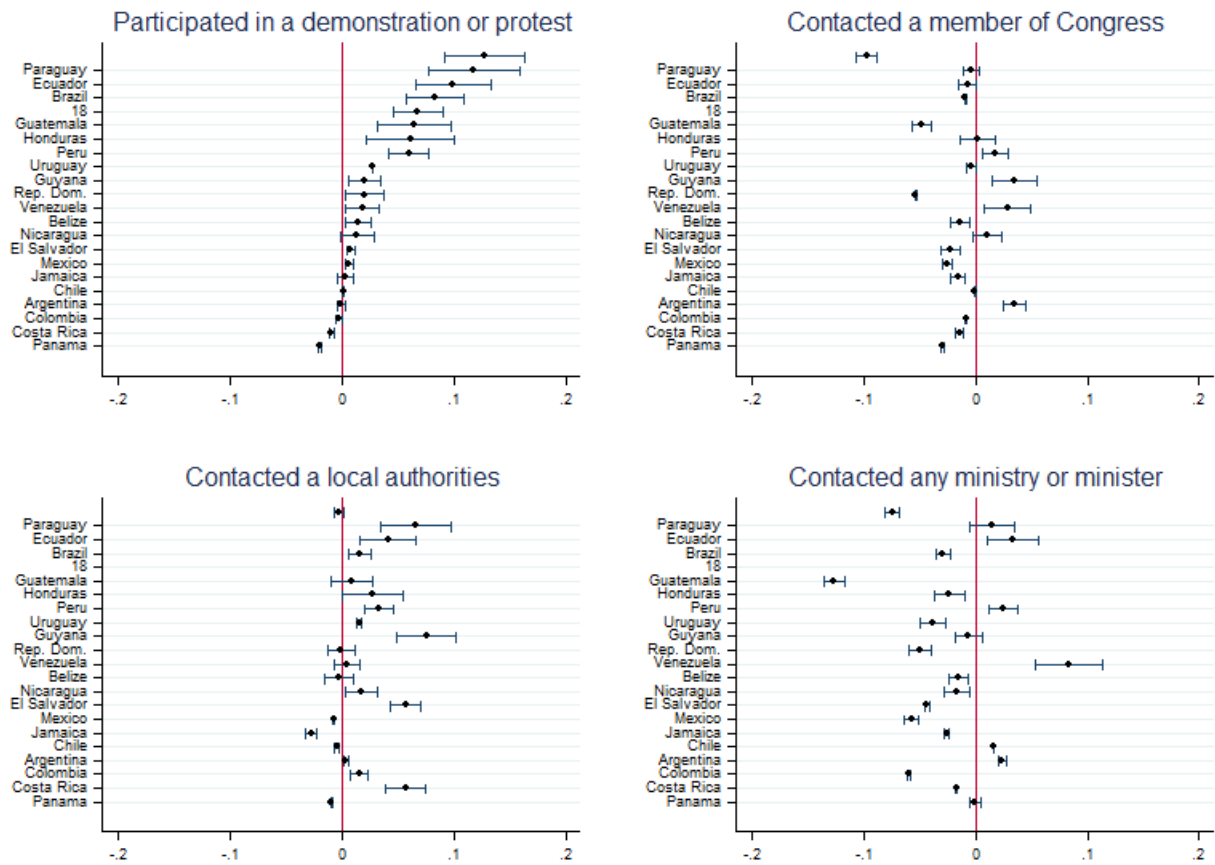 Participated in a demonstration or protest
Paraguay
Ecuador
Brazil
18
Guatemala
Honduras
Peru
Uruguay
Guyana
Rep. Dom.
Venezuela
Belize
Nicaragua
El Salvador
Mexico
Jamaica
Chile
Argentina
Colombia
Costa Rica
Panama
-.2 -.1 0 .1 .2
Contacted a member of Congress
Paraguay
Ecuador
Brazil
18
Guatemala
Honduras
Peru
Uruguay
Guyana
Rep. Dom.
Venezuela
Belize
Nicaragua
El Salvador
Mexico
Jamaica
Chile
Argentina
Colombia
Costa Rica
Panama
-.2 -.1 0 .1 .2
Contacted a local authorities
Paraguay
Ecuador
Brazil
18
Guatemala
Honduras
Peru
Uruguay
Guyana
Rep. Dom.
Venezuela
Belize
Nicaragua
El Salvador
Mexico
Jamaica
Chile
Argentina
Colombia
Costa Rica
Panama
-.2 -.1 0 .1 .2
Contacted any ministry or minister
Paraguay
Ecuador
Brazil
18
Guatemala
Honduras
Peru
Uruguay
Guyana
Rep. Dom.
Venezuela
Belize
Nicaragua
El Salvador
Mexico
Jamaica
Chile
Argentina
Colombia
Costa Rica
Panama
-.2 -.1 0 .1 .2